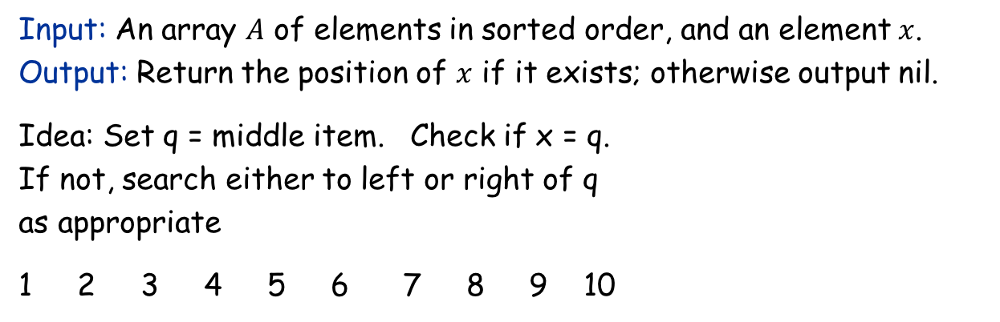 Input: An array A of elements in sorted order, and an element x.
Output: Return the position of x if it exists; otherwise output nil.
Idea: Set q = middle item. Check if x = q.
If not, search either to left or right of q
as appropriate
1 2 3 4 5 6 7 8 9 10